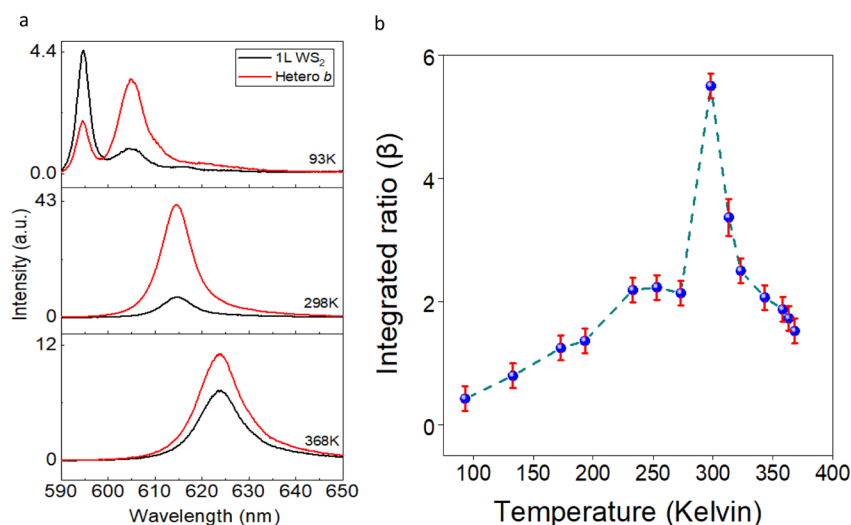 a
4.4
0.0
1L WS₂
Hetero b
93K
43
0
298K
12
0
368K
Intensity (a.u.)
590 600 610 620 630 640 650
Wavelength (nm)
b
6
4
2
0
Integrated ratio (β)
100 150 200 250 300 350 400
Temperature (Kelvin)